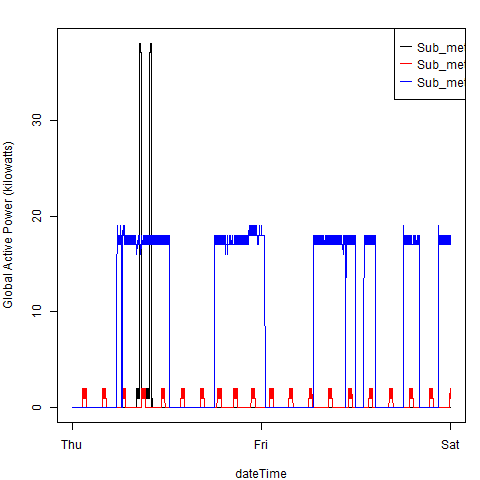 Sub_met
Sub_met
Sub_met
Global Active Power (kilowatts)
30
20
10
0
Thu
Fri
Sat
dateTime